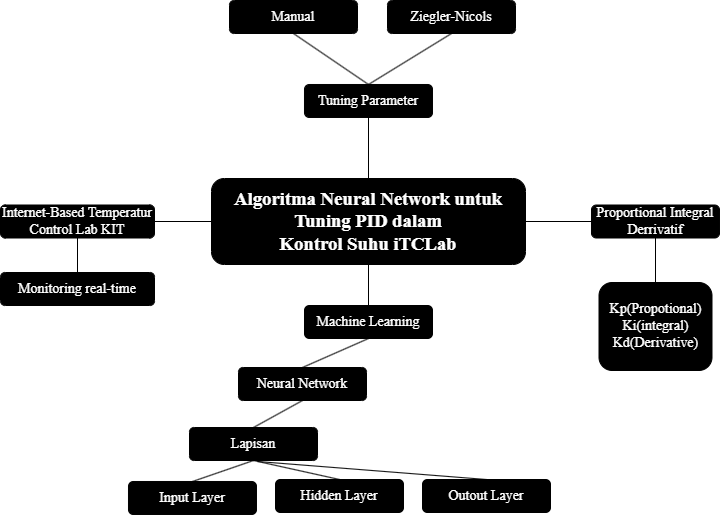 Manual
Ziegler-Nicols
Tuning Parameter
Algoritma Neural Network untuk
Tuning PID dalam
Kontrol Suhu iTCLab
Internet-Based Temperatur
Control Lab KIT
Monitoring real-time
Proportional Integral
Derrivatif
Kp(Propotional)
Ki(integral)
Kd(Derivative)
Machine Learning
Neural Network
Lapisan
Input Layer
Hidden Layer
Outout Layer